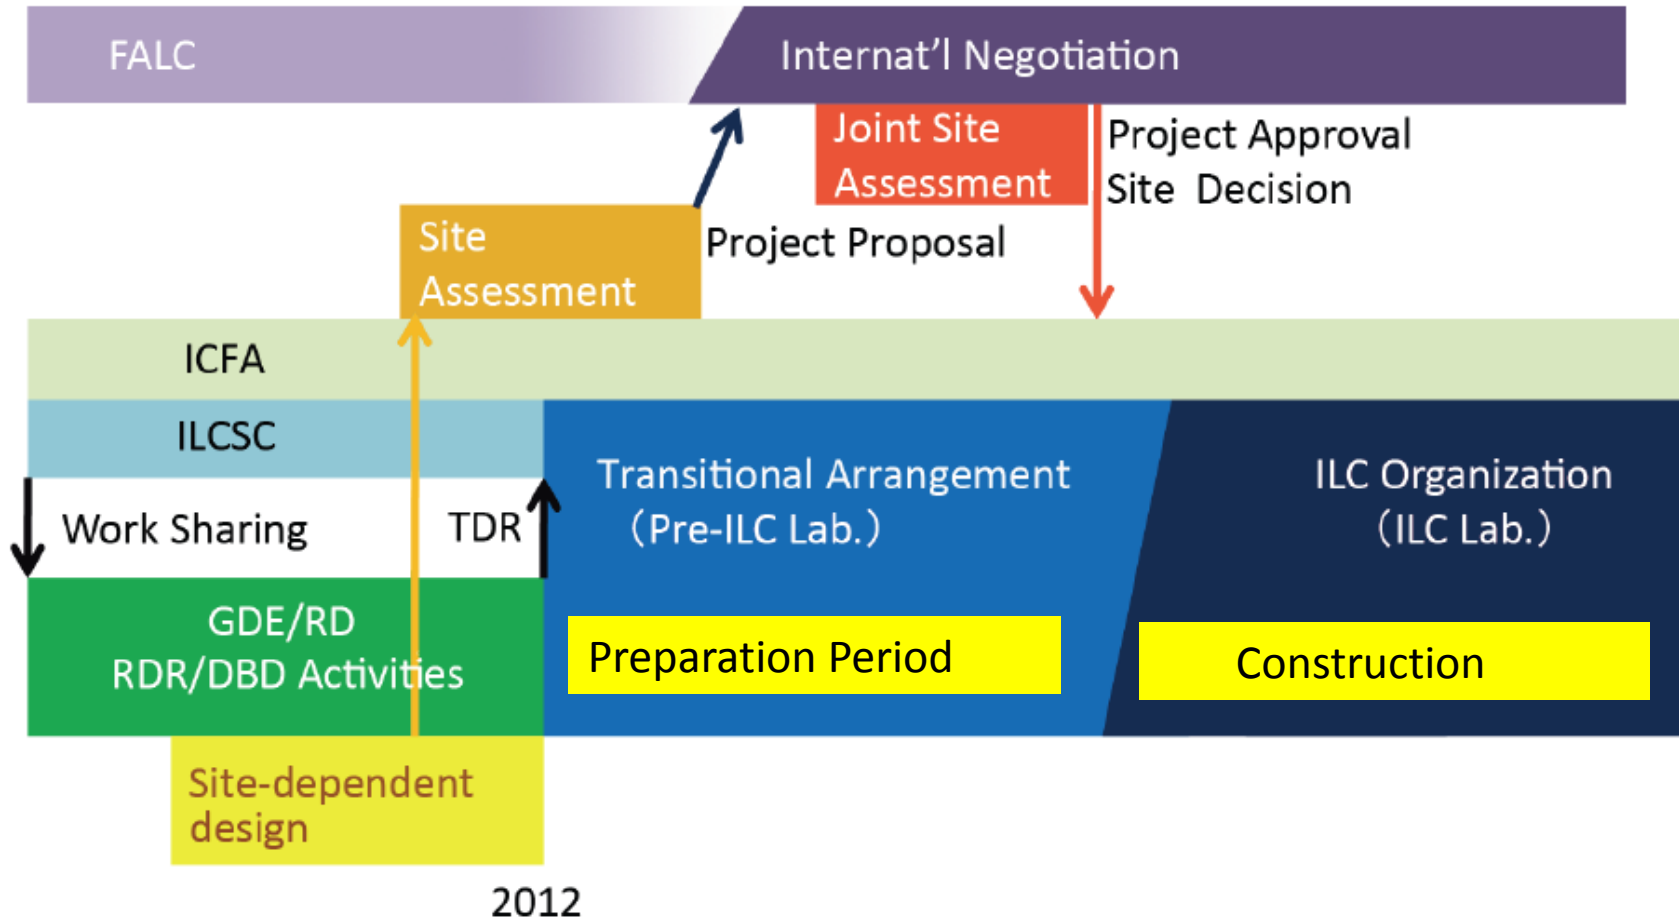 FALC
Internat’l Negotiation
Joint Site
Assessment
Project Approval
Site Decision
Site
Assessment
Project Proposal
ICFA
ILCSC
Work Sharing
TDR
Transitional Arrangement
（Pre-ILC Lab.）
ILC Organization
（ILC Lab.）
GDE/RD
RDR/DBD Activities
Preparation Period
Construction
Site-dependent
design
2012